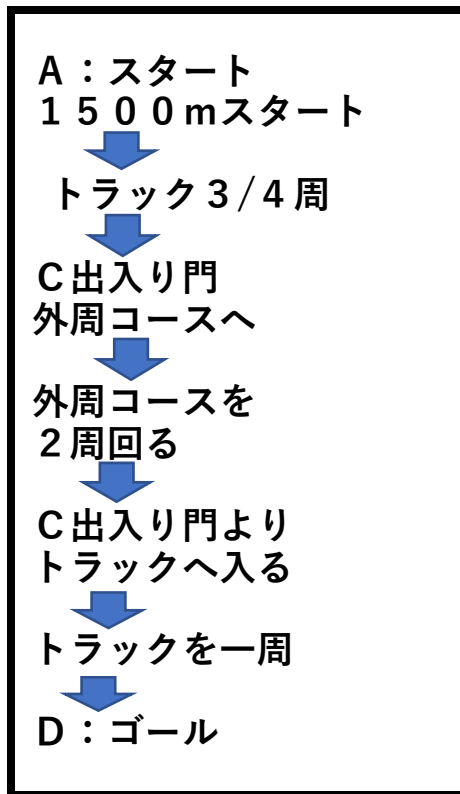 A：スタート
１５００mスタート
トラック３/４周
C出入り門
外周コースへ
外周コースを
２周回る
C出入り門より
トラックへ入る
トラックを一周
D：ゴール